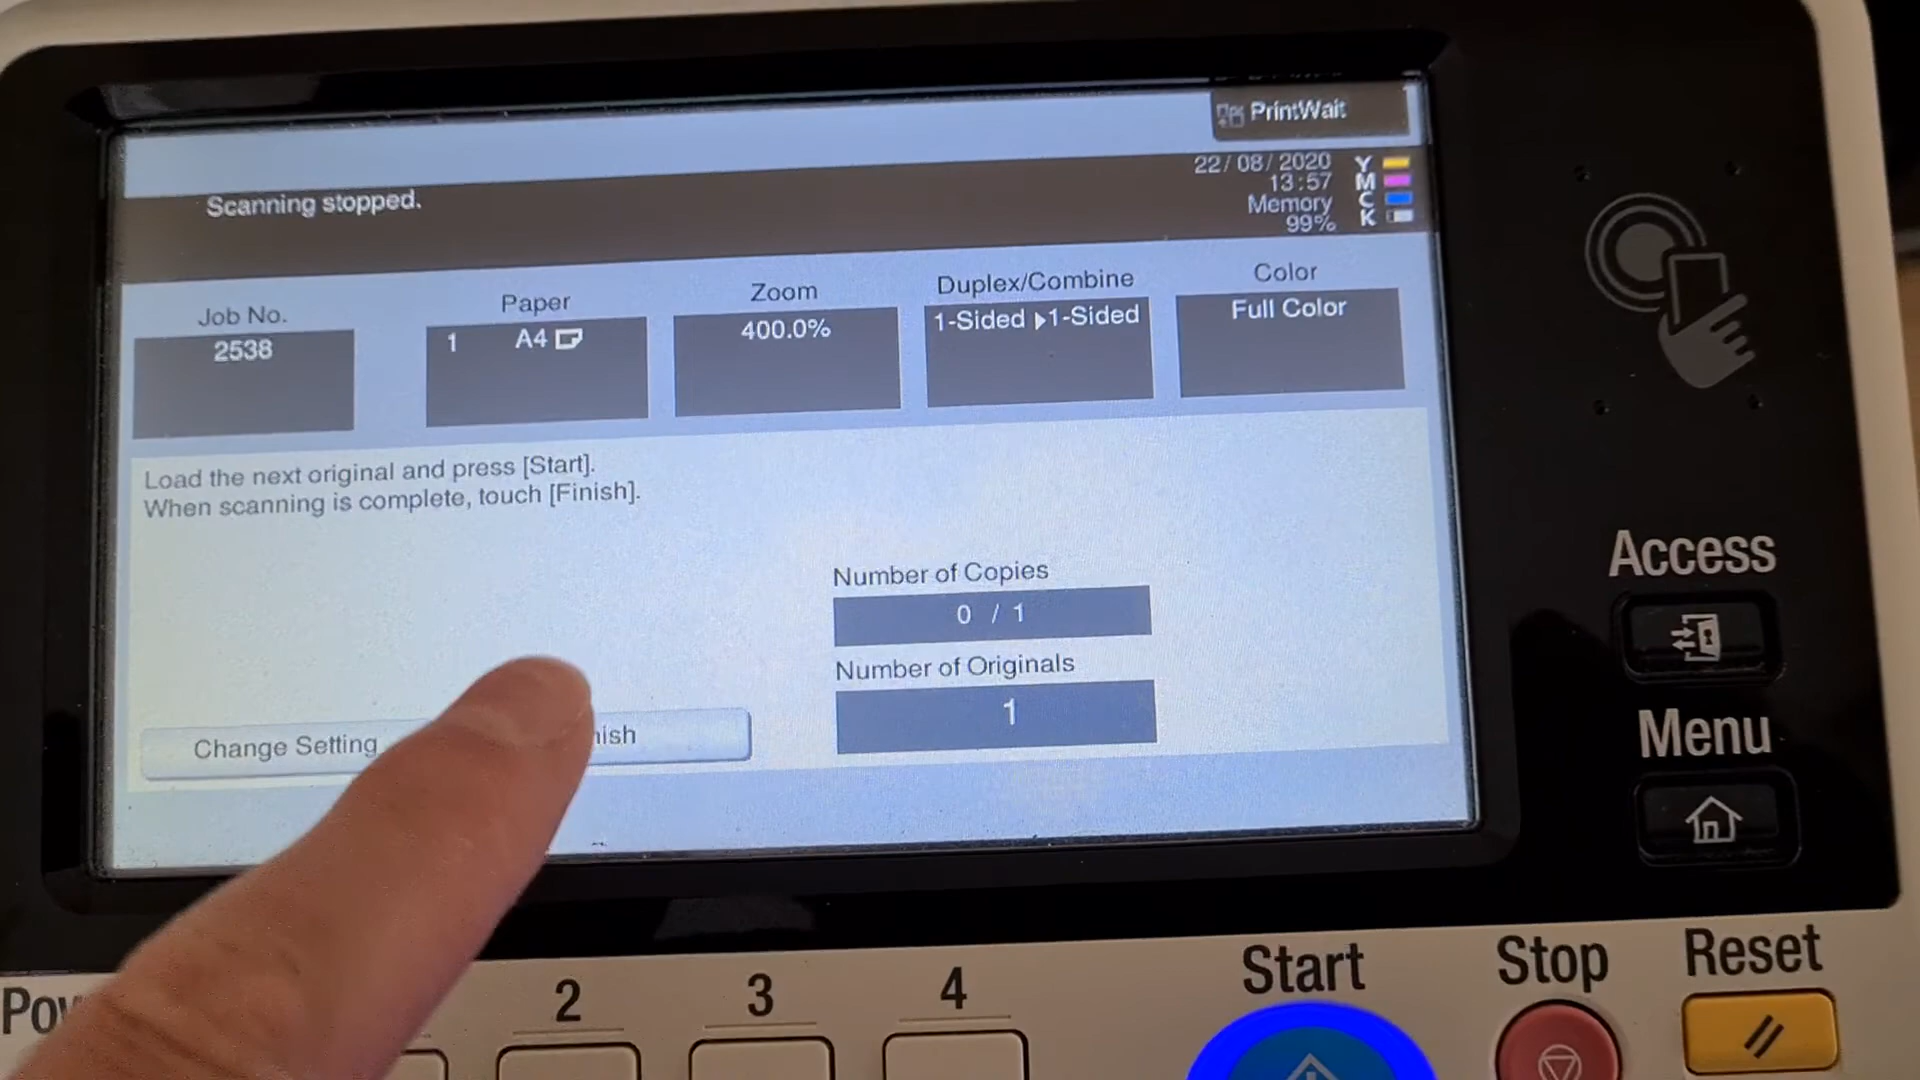 PrintWait
Scanning stopped.
22/08/2020
13:57
Memory
99%
Y
M
C
K
Job No.
2538
Paper
1 A4
Zoom
400.0%
Duplex/Combine
1-Sided ▶1-Sided
Color
Full Color
Load the next original and press [Start].
When scanning is complete, touch [Finish].
Number of Copies
0 / 1
Number of Originals
1
Change Setting
nish
Access
Menu
2
3
4
Start
Stop
Reset